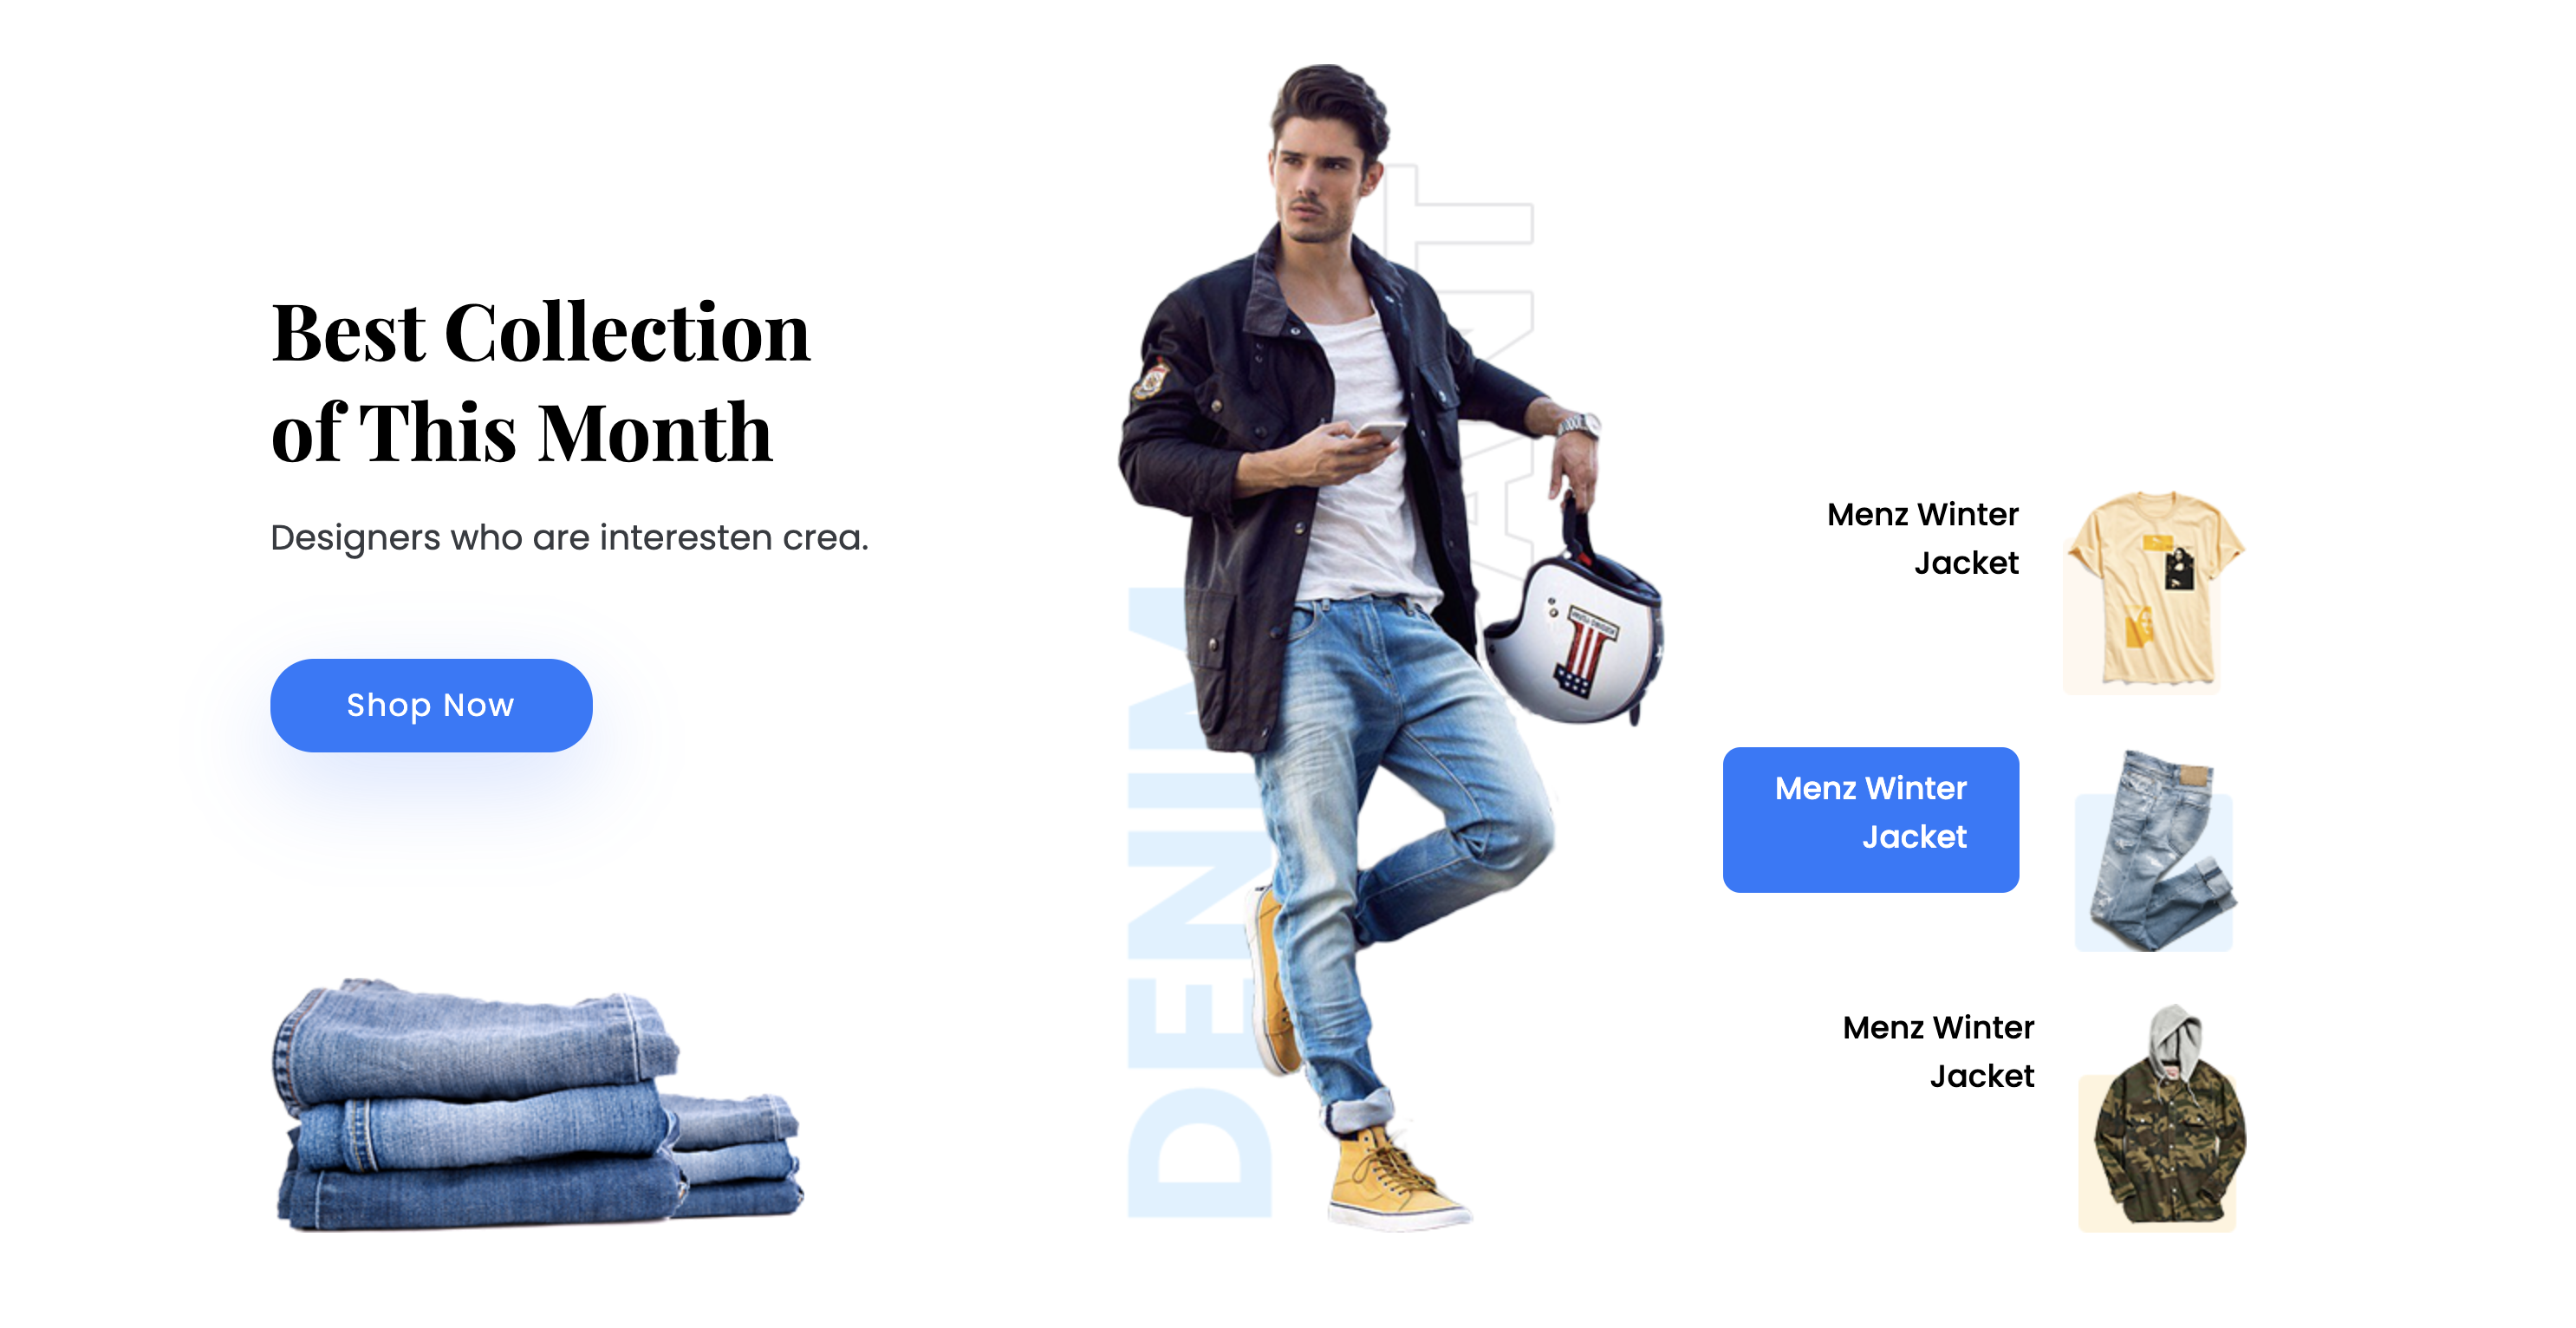 Best Collection
of This Month
Designers who are interesten crea.
Shop Now
DENIM
ANT
Menz Winter
Jacket
Menz Winter
Jacket
Menz Winter
Jacket